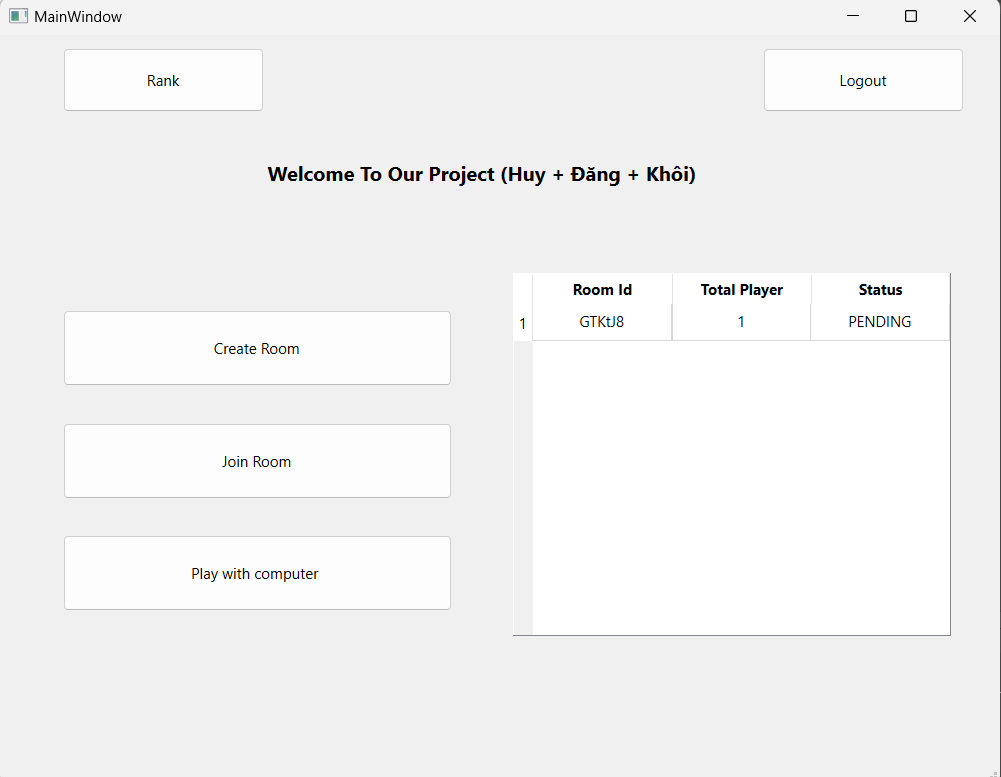 MainWindow
Rank
Logout
Welcome To Our Project (Huy + Đăng + Khôi)
Room Id Total Player Status
1 GTKtJ8 1 PENDING
Create Room
Join Room
Play with computer